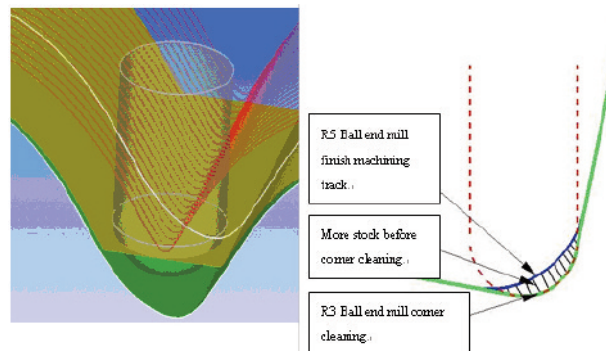 R5 Ball end mill
finish machining
track.
More stock before
corner cleaning.
R3 Ball end mill corner
cleaning.